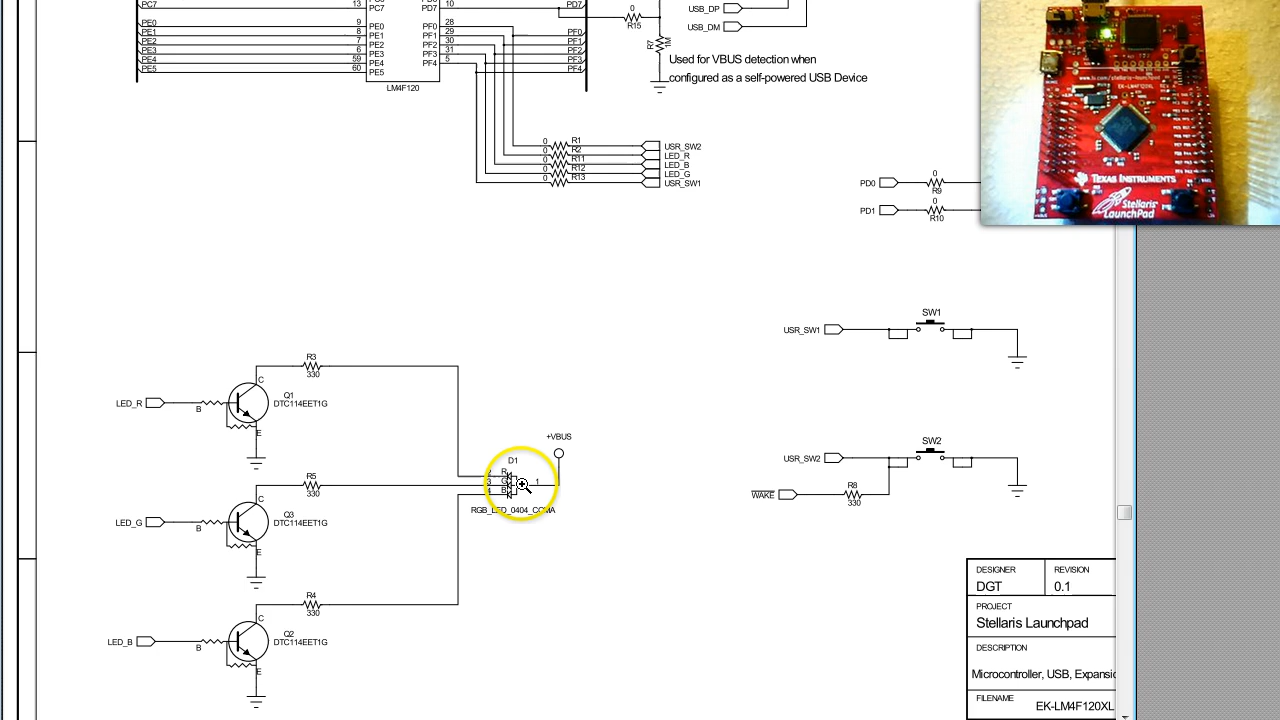 PC7 13 PC7 PD7 10 PD7
PE0 9 PE0
PE1 8 PE1
PE2 7 PE2
PE3 6 PE3
PE4 59 PE4
PE5 60 PE5
PF0 28 PF0
PF1 29 PF1
PF2 30 PF2
PF3 31 PF3
PF4 5 PF4
LM4F120
0
R15
R7
1M
USB_DP
USB_DM
Used for VBUS detection when
configured as a self-powered USB Device
0 R1 USR_SW2
0 R2 LED_R
0 R11 LED_B
0 R12 LED_G
0 R13 USR_SW1
PD0 0 R9
PD1 0 R10
EK-LM4F120XL
TEXAS INSTRUMENTS
Stellaris
LaunchPad
USR_SW1 SW1
USR_SW2 SW2
WAKE R8
330
R3
330
LED_R B C E Q1
DTC114EET1G
R5
330
LED_G B C E Q3
DTC114EET1G
R4
330
LED_B B C E Q2
DTC114EET1G
+VBUS
D1
R
3 G 1
B
DESIGNER REVISION
DGT 0.1
PROJECT
Stellaris Launchpad
DESCRIPTION
Microcontroller, USB, Expansi
FILENAME
EK-LM4F120XL